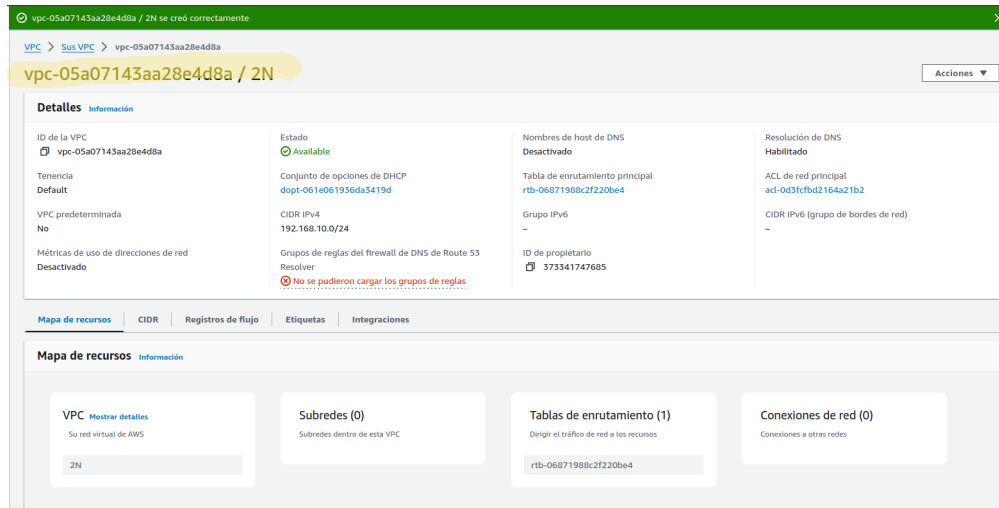 vpc-05a07143aa28e4d8a / 2N se creó correctamente
VPC > Sus VPC > vpc-05a07143aa28e4d8a
vpc-05a07143aa28e4d8a / 2N
Acciones ▼
Detalles Información
ID de la VPC
vpc-05a07143aa28e4d8a
Estado
Available
Nombres de host de DNS
Desactivado
Resolución de DNS
Habilitado
Tenencia
Default
Conjunto de opciones de DHCP
dopt-061e061936da3419d
Tabla de enrutamiento principal
rtb-06871988c2f220be4
ACL de red principal
acl-0d3fcfbd2164a21b2
VPC predeterminada
No
CIDR IPv4
192.168.10.0/24
Grupo IPv6
–
CIDR IPv6 (grupo de bordes de red)
–
Métricas de uso de direcciones de red
Desactivado
Grupos de reglas del firewall de DNS de Route 53
Resolver
No se pudieron cargar los grupos de reglas
ID de propietario
373341747685
Mapa de recursos CIDR Registros de flujo Etiquetas Integraciones
Mapa de recursos Información
VPC Mostrar detalles
Su red virtual de AWS
2N
Subredes (0)
Subredes dentro de esta VPC
Tablas de enrutamiento (1)
Dirigir el tráfico de red a los recursos
rtb-06871988c2f220be4
Conexiones de red (0)
Conexiones a otras redes